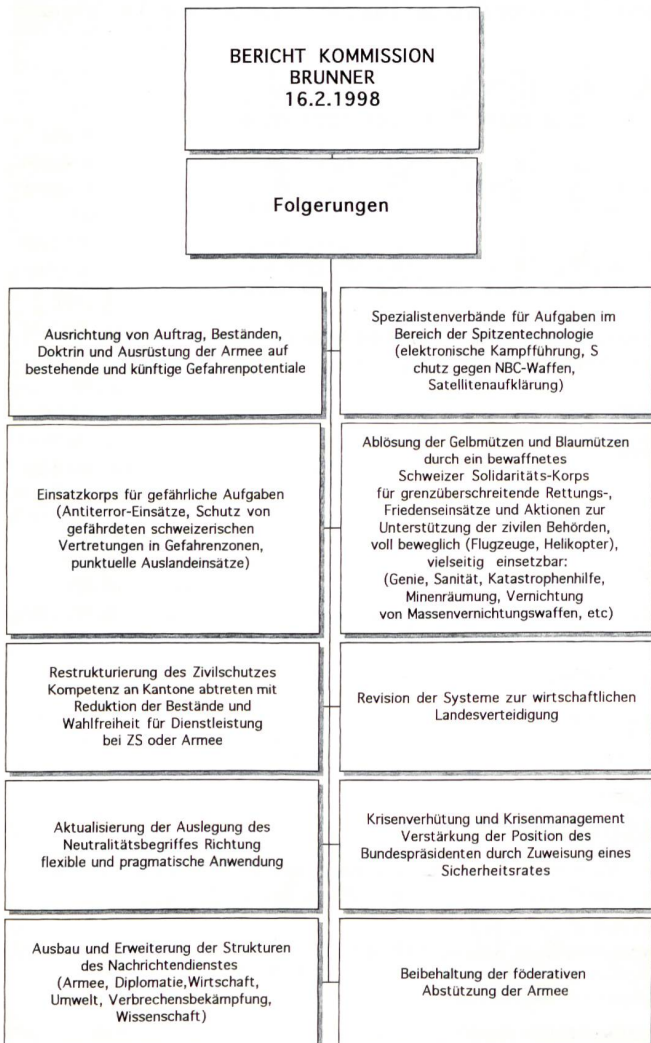 BERICHT KOMMISSION
BRUNNER
16.2.1998
Folgerungen
Ausrichtung von Auftrag, Beständen,
Doktrin und Ausrüstung der Armee auf
bestehende und künftige Gefahrenpotentiale
Spezialistenverbände für Aufgaben im
Bereich der Spitzentechnologie
(elektronische Kampfführung, S
chutz gegen NBC-Waffen,
Satellitenaufklärung)
Einsatzkorps für gefährliche Aufgaben
(Antiterror-Einsätze, Schutz von
gefährdeten schweizerischen
Vertretungen in Gefahrenzonen,
punktuelle Auslandeinsätze)
Ablösung der Gelbmützen und Blaumützen
durch ein bewaffnetes
Schweizer Solidaritäts-Korps
für grenzüberschreitende Rettungs-,
Friedenseinsätze und Aktionen zur
Unterstützung der zivilen Behörden,
voll beweglich (Flugzeuge, Helikopter),
vielseitig einsetzbar:
(Genie, Sanität, Katastrophenhilfe,
Minenräumung, Vernichtung
von Massenvernichtungswaffen, etc)
Restrukturierung des Zivilschutzes
Kompetenz an Kantone abtreten mit
Reduktion der Bestände und
Wahlfreiheit für Dienstleistung
bei ZS oder Armee
Revision der Systeme zur wirtschaftlichen
Landesverteidigung
Aktualisierung der Auslegung des
Neutralitätsbegriffes Richtung
flexible und pragmatische Anwendung
Krisenverhütung und Krisenmanagement
Verstärkung der Position des
Bundespräsidenten durch Zuweisung eines
Sicherheitsrates
Ausbau und Erweiterung der Strukturen
des Nachrichtendienstes
(Armee, Diplomatie,Wirtschaft,
Umwelt, Verbrechensbekämpfung,
Wissenschaft)
Beibehaltung der föderativen
Abstützung der Armee